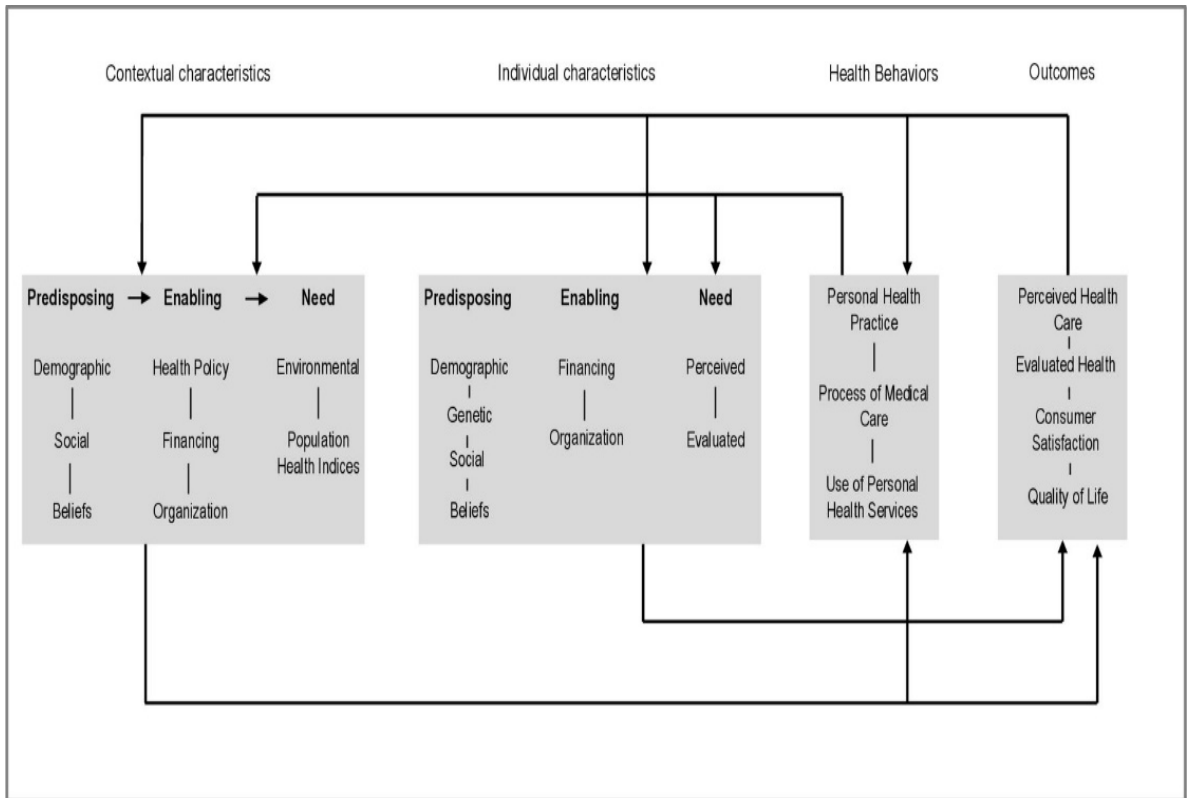 Contextual characteristics
Individual characteristics
Health Behaviors
Outcomes
Predisposing
Enabling
Need
Demographic
Health Policy
Environmental
Social
Financing
Population
Health Indices
Beliefs
Organization
Predisposing
Enabling
Need
Demographic
Financing
Perceived
Genetic
Organization
Evaluated
Social
Beliefs
Personal Health
Practice
Process of Medical
Care
Use of Personal
Health Services
Perceived Health
Care
Evaluated Health
Consumer
Satisfaction
Quality of Life